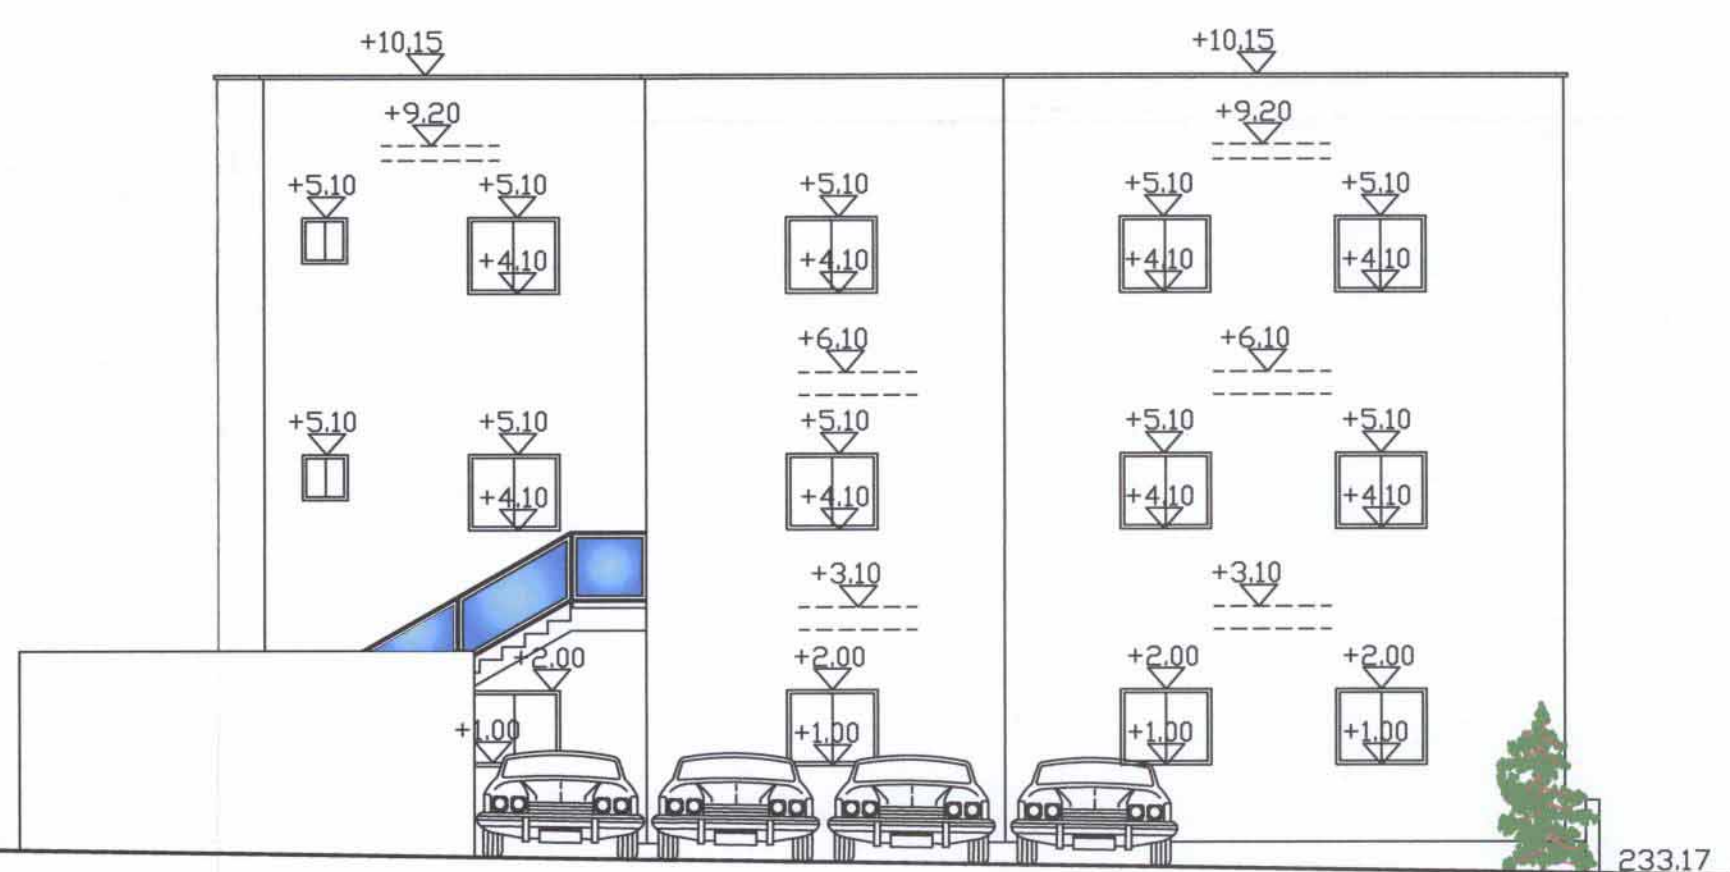 +10,15 +10,15
+9,20 +9,20
+5,10 +5,10 +5,10 +5,10 +5,10
+4,10 +4,10 +4,10 +4,10
+6,10 +6,10
+5,10 +5,10 +5,10 +5,10 +5,10
+4,10 +4,10 +4,10 +4,10
+3,10 +3,10
+2,00 +2,00 +2,00 +2,00
+1,00 +1,00 +1,00 +1,00
233,17